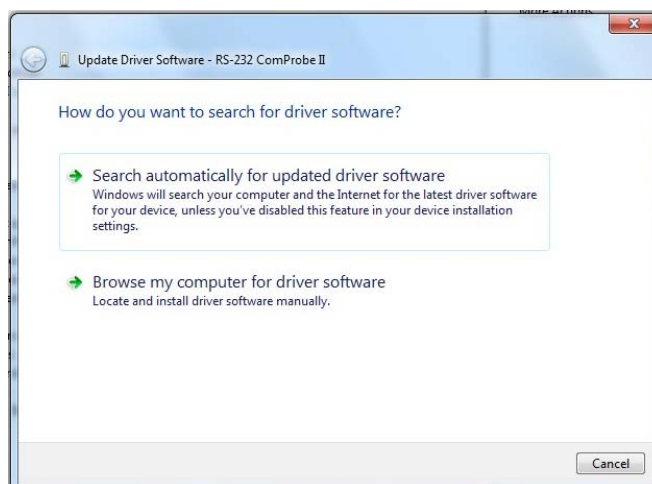 More Actions
Update Driver Software - RS-232 ComProbe II
How do you want to search for driver software?
Search automatically for updated driver software
Windows will search your computer and the Internet for the latest driver software
for your device, unless you've disabled this feature in your device installation
settings.
Browse my computer for driver software
Locate and install driver software manually.
Cancel